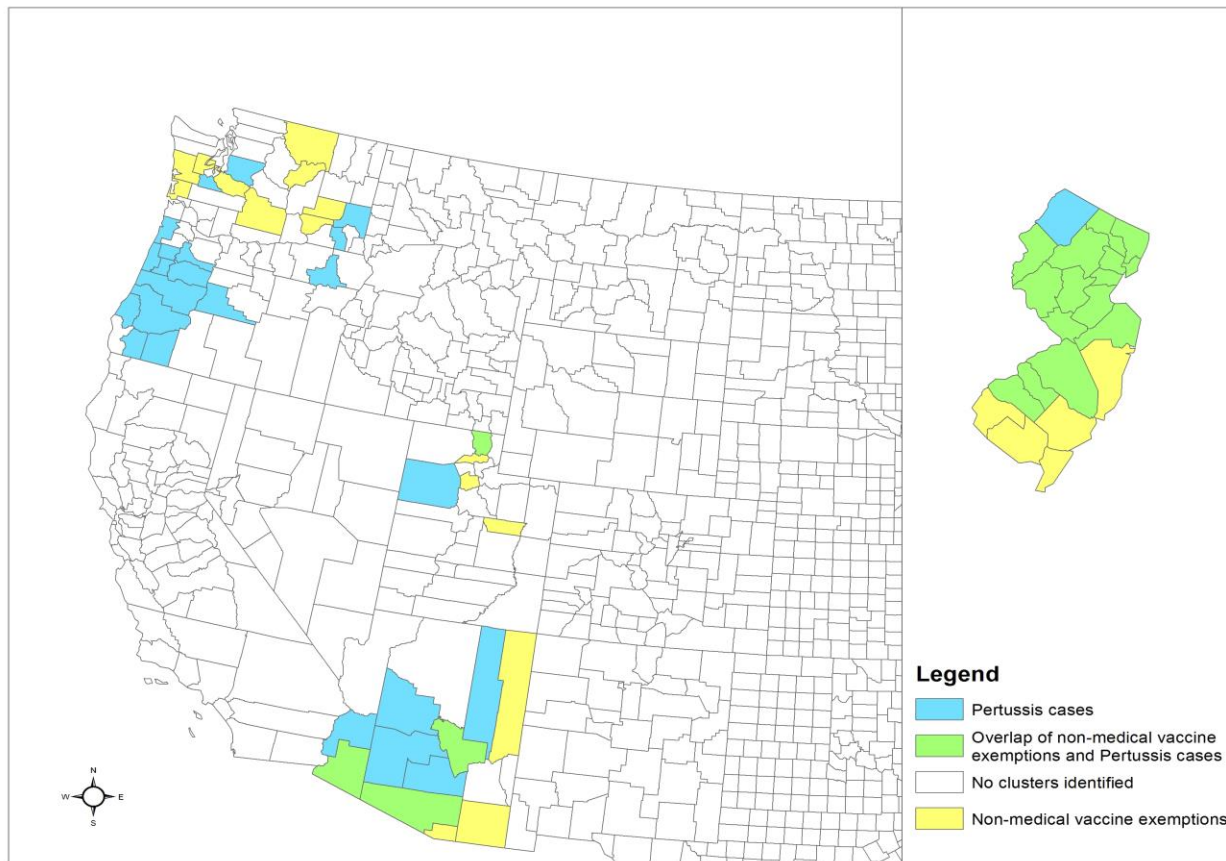 N
W E
S
Legend
Pertussis cases
Overlap of non-medical vaccine
exemptions and Pertussis cases
No clusters identified
Non-medical vaccine exemptions